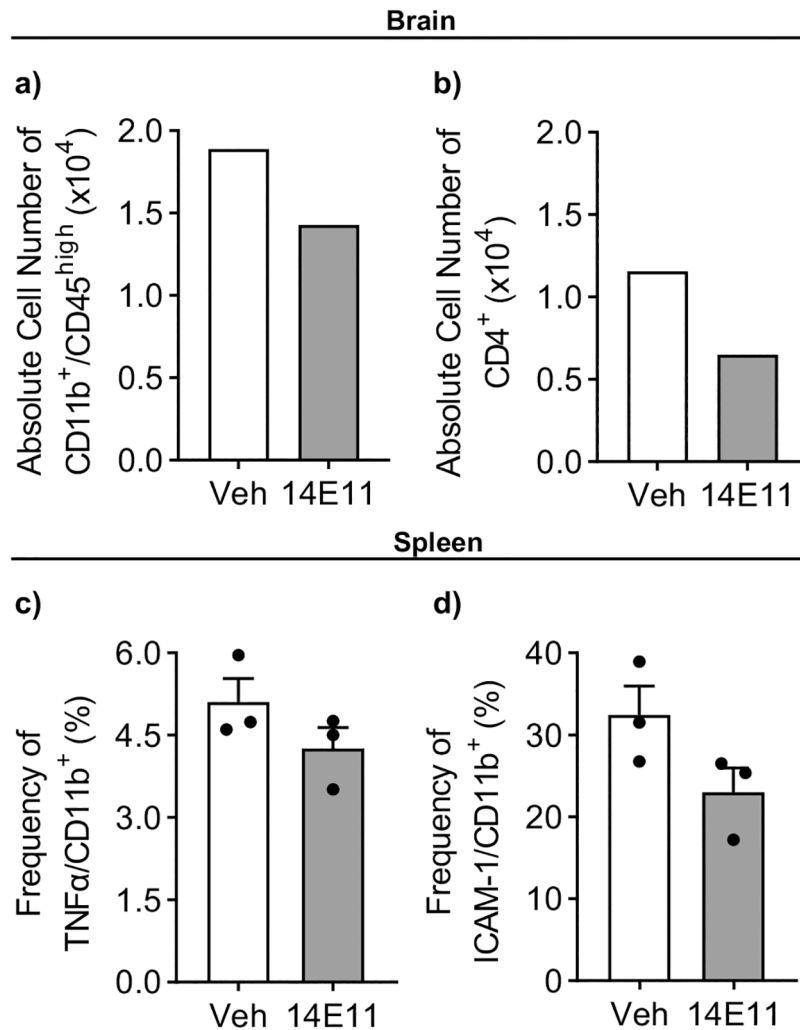 Brain
a)
Absolute Cell Number of
CD11b⁺/CD45ʰⁱᵍʰ (x10⁴)
2.0
1.5
1.0
0.5
0.0
Veh 14E11
b)
Absolute Cell Number of
CD4⁺ (x10⁴)
2.0
1.5
1.0
0.5
0.0
Veh 14E11
Spleen
c)
Frequency of
TNFα/CD11b⁺ (%)
6.0
4.5
3.0
1.5
0.0
Veh 14E11
d)
Frequency of
ICAM-1/CD11b⁺ (%)
40
30
20
10
0
Veh 14E11